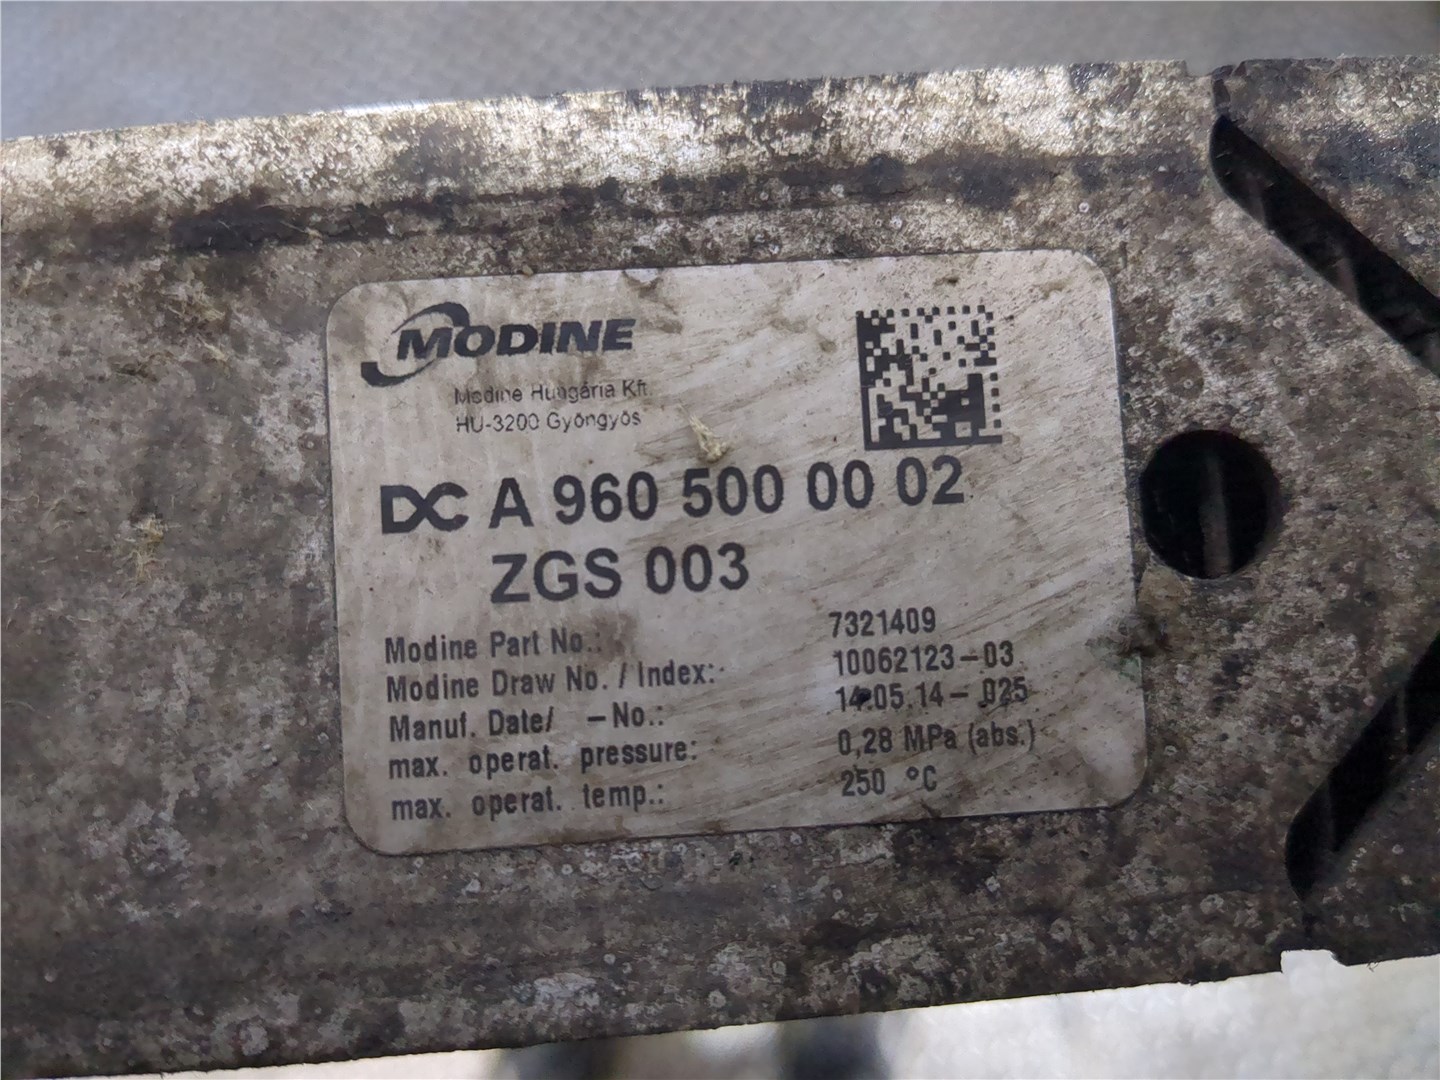 MODINE
Modine Hungária Kft.
HU-3200 Gyöngyös
DC A 960 500 00 02
ZGS 003
Modine Part No.: 7321409
Modine Draw No. / Index: 10062123-03
Manuf. Date/ -No.: 14.05.14- 025
max. operat. pressure: 0,28 MPa (abs.)
max. operat. temp.: 250 °C